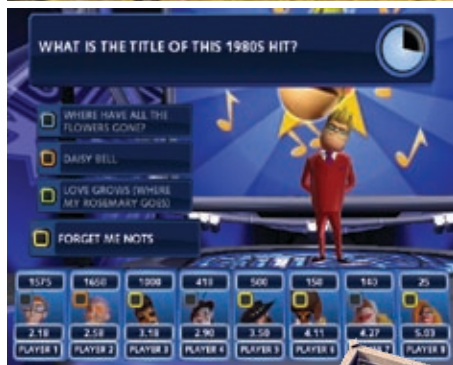 WHAT IS THE TITLE OF THIS 1980S HIT?
WHERE HAVE ALL THE
FLOWERS GONE?
DAISY BELL
LOVE GROWS (WHERE
MY ROSEMARY GOES)
FORGET ME NOTS
1575 1650 1000 410 500 150 140 25
2.18 2.58 3.18 2.90 3.50 4.11 4.27 5.03
PLAYER 1 PLAYER 2 PLAYER 3 PLAYER 4 PLAYER 5 PLAYER 6 PLAYER 7 PLAYER 8